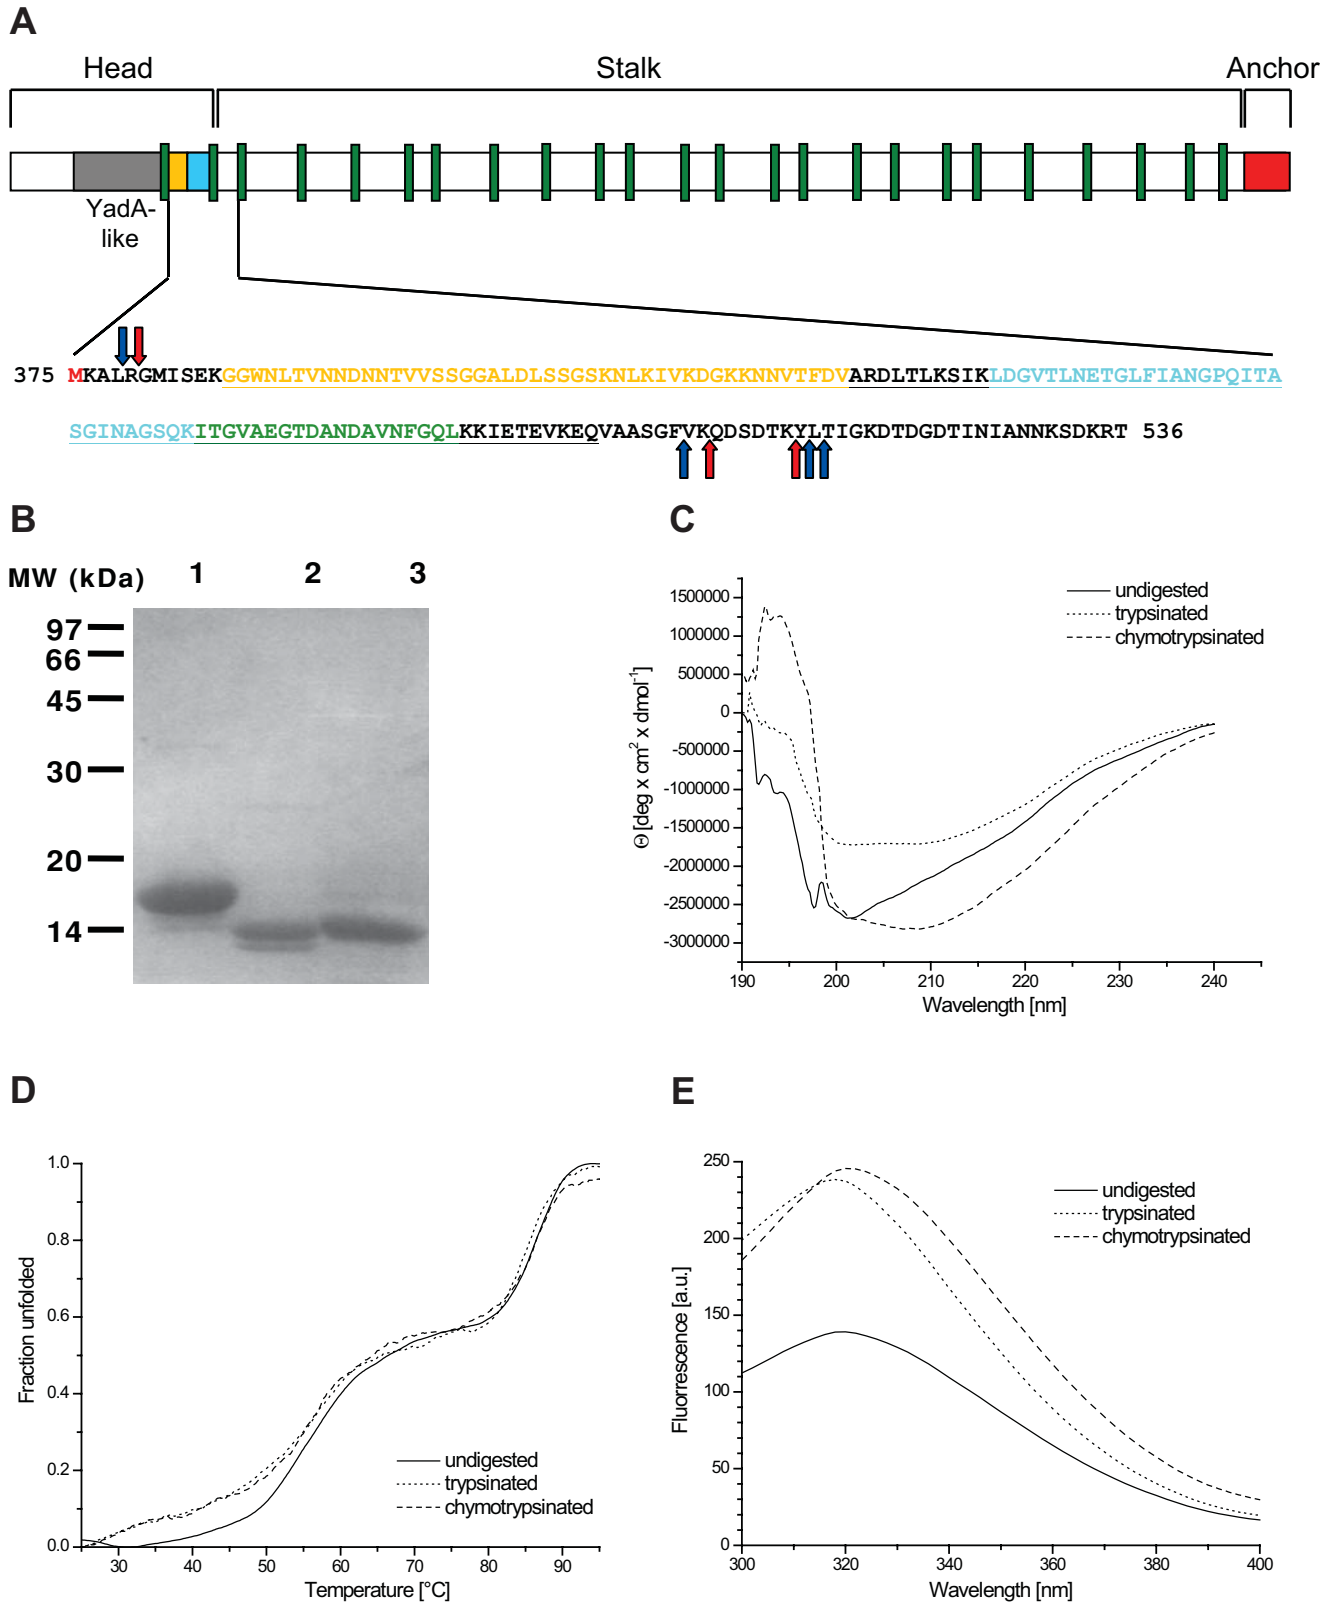 A
Head Stalk Anchor
YadA-
like
375 MKALRGMISEKGGWNLTVNNDNNTVVSSGGALDLSSGSKNLKIVKDGKKNNVTFDVARDLTLKSIKLDGVTLNETGLFIANGPQITA
SGINAGSQKITGVAEGTDANDAVNFGQLKKIETEVKEQVAASGFVKQDSDTKYLTIGKDTDGDTINIANNKSDKRT 536
B
MW (kDa) 1 2 3
97
66
45
30
20
14
C
undigested
trypsinated
chymotrypsinated
1500000
1000000
500000
0
-500000
-1000000
-1500000
-2000000
-2500000
-3000000
Θ [deg x cm² x dmol⁻¹]
190 200 210 220 230 240
Wavelength [nm]
D
1.0
0.8
0.6
0.4
0.2
0.0
Fraction unfolded
undigested
trypsinated
chymotrypsinated
30 40 50 60 70 80 90
Temperature [°C]
E
250
200
150
100
50
0
Fluorrescence [a.u.]
undigested
trypsinated
chymotrypsinated
300 320 340 360 380 400
Wavelength [nm]